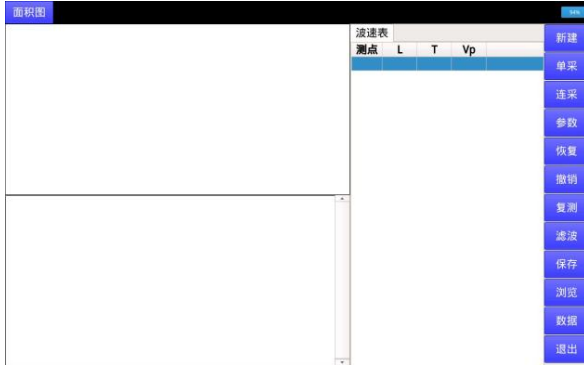 面积图
54%
波速表
测点 L T Vp
新建
单采
连采
参数
恢复
撤销
复测
滤波
保存
浏览
数据
退出